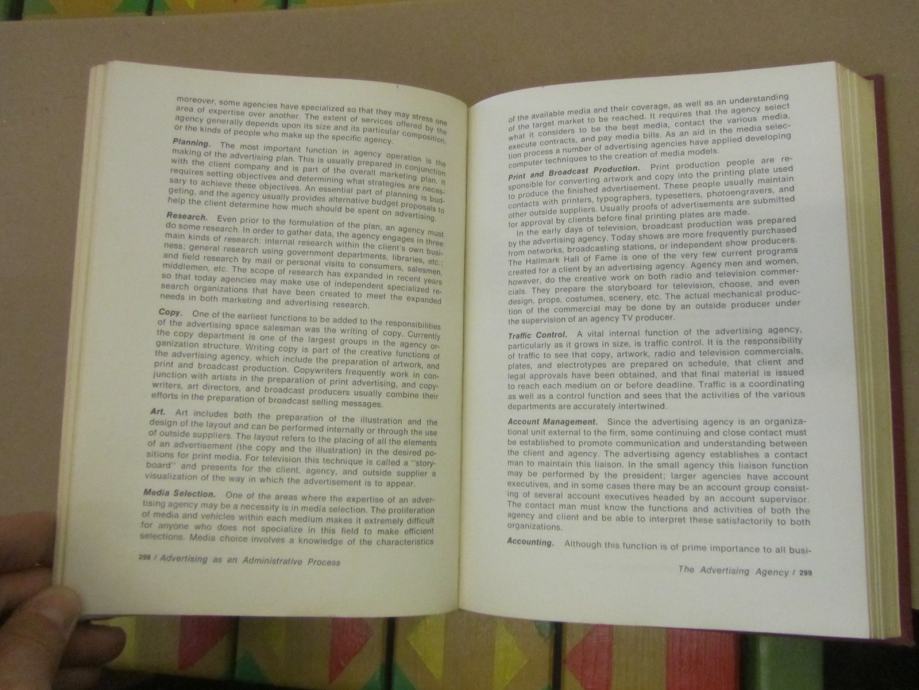 moreover, some agencies have specialized so that they may stress one
area of expertise over another. The extent of services offered by the
agency generally depends upon its size and its particular composition,
or the kinds of people who make up the specific agency.
Planning. The most important function in agency operation is the
making of the advertising plan. This is usually prepared in conjunction
with the client company and is part of the overall marketing plan. It
requires setting objectives and determining what strategies are neces-
sary to achieve these objectives. An essential part of planning is bud-
geting, and the agency usually provides alternative budget proposals to
help the client determine how much should be spent on advertising.
Research. Even prior to the formulation of the plan, an agency must
do some research. In order to gather data, the agency engages in three
main kinds of research: internal research within the client's own busi-
ness; general research using government departments, libraries, etc.;
and field research by mail or personal visits to consumers, salesmen,
middlemen, etc. The scope of research has expanded in recent years
so that today agencies may make use of independent specialized re-
search organizations that have been created to meet the expanded
needs in both marketing and advertising research.
Copy. One of the earliest functions to be added to the responsibilities
of the advertising space salesman was the writing of copy. Currently
the copy department is one of the largest groups in the agency or-
ganization structure. Writing copy is part of the creative functions of
the advertising agency, which include the preparation of artwork, and
print and broadcast production. Copywriters frequently work in con-
junction with artists in the preparation of print advertising, and copy-
writers, art directors, and broadcast producers usually combine their
efforts in the preparation of broadcast selling messages.
Art. Art includes both the preparation of the illustration and the
design of the layout and can be performed internally or through the use
of outside suppliers. The layout refers to the placing of all the elements
of an advertisement (the copy and the illustration) in the desired po-
sitions for print media. For television this technique is called a "story-
board" and presents for the client, agency, and outside supplier a
visualization of the way in which the advertisement is to appear.
Media Selection. One of the areas where the expertise of an adver-
tising agency may be a necessity is in media selection. The proliferation
of media and vehicles within each medium makes it extremely difficult
for anyone who does not specialize in this field to make efficient
selections. Media choice involves a knowledge of the characteristics
298 / Advertising as an Administrative Process
of the available media and their coverage, as well as an understanding
of the target market to be reached. It requires that the agency select
what it considers to be the best media, contact the various media,
execute contracts, and pay media bills. As an aid in the media selec-
tion process a number of advertising agencies have applied developing
computer techniques to the creation of media models.
Print and Broadcast Production. Print production people are re-
sponsible for converting artwork and copy into the printing plate used
to produce the finished advertisement. These people usually maintain
contacts with printers, typographers, typesetters, photoengravers, and
other outside suppliers. Usually proofs of advertisements are submitted
for approval by clients before final printing plates are made.
In the early days of television, broadcast production was prepared
by the advertising agency. Today shows are more frequently purchased
from networks, broadcasting stations, or independent show producers.
The Hallmark Hall of Fame is one of the very few current programs
created for a client by an advertising agency. Agency men and women,
however, do the creative work on both radio and television commer-
cials. They prepare the storyboard for television, choose, and even
design, props, costumes, scenery, etc. The actual mechanical produc-
tion of the commercial may be done by an outside producer under
the supervision of an agency TV producer.
Traffic Control. A vital internal function of the advertising agency,
particularly as it grows in size, is traffic control. It is the responsibility
of traffic to see that copy, artwork, radio and television commercials,
plates, and electrotypes are prepared on schedule, that client and
legal approvals have been obtained, and that final material is issued
to reach each medium on or before deadline. Traffic is a coordinating
as well as a control function and sees that the activities of the various
departments are accurately intertwined.
Account Management. Since the advertising agency is an organiza-
tional unit external to the firm, some continuing and close contact must
be established to promote communication and understanding between
the client and agency. The advertising agency establishes a contact
man to maintain this liaison. In the small agency this liaison function
may be performed by the president; larger agencies have account
executives, and in some cases there may be an account group consist-
ing of several account executives headed by an account supervisor.
The contact man must know the functions and activities of both the
agency and client and be able to interpret these satisfactorily to both
organizations.
Accounting. Although this function is of prime importance to all busi-
The Advertising Agency / 299